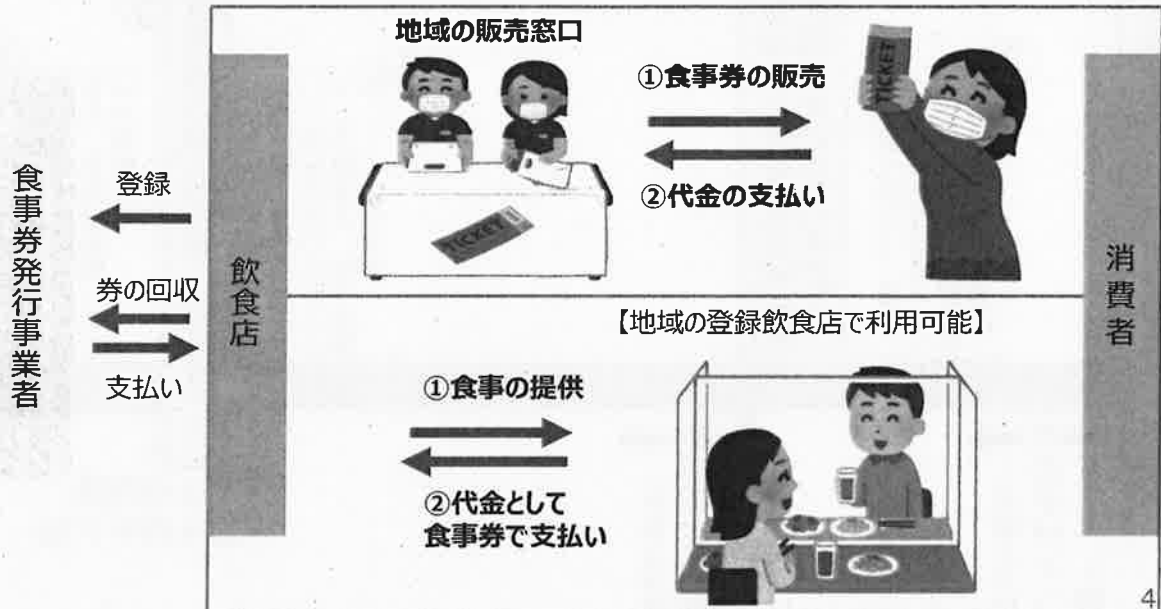 地域の販売窓口
①食事券の販売
②代金の支払い
TICKET
TICKET
食事券発行事業者
登録
券の回収
支払い
飲食店
消費者
【地域の登録飲食店で利用可能】
①食事の提供
②代金として
食事券で支払い
4